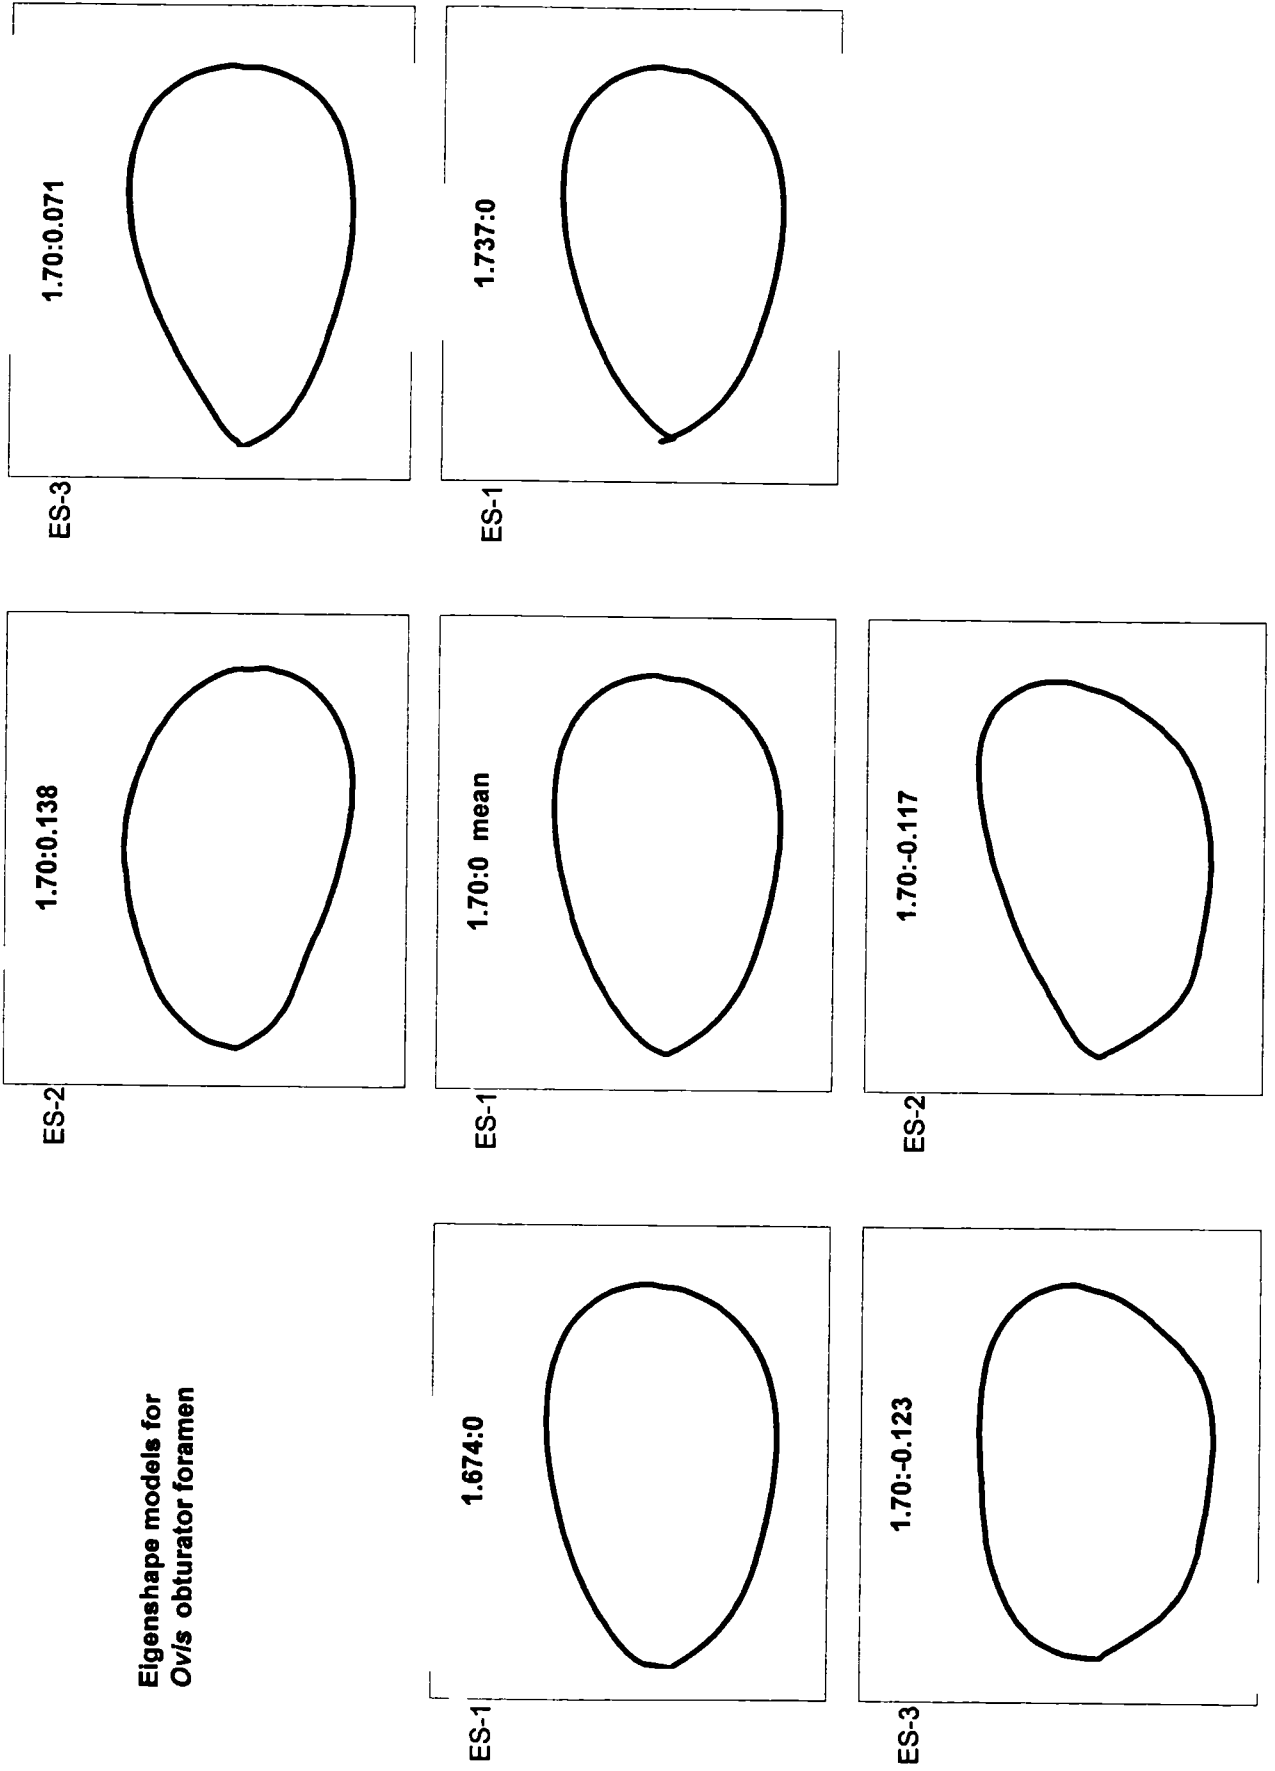 Eigenshape models for
Ovis obturator foramen
ES-2
1.70:0.138
ES-3
1.70:0.071
ES-1
1.674:0
ES-1
1.70:0 mean
ES-1
1.737:0
ES-3
1.70:-0.123
ES-2
1.70:-0.117